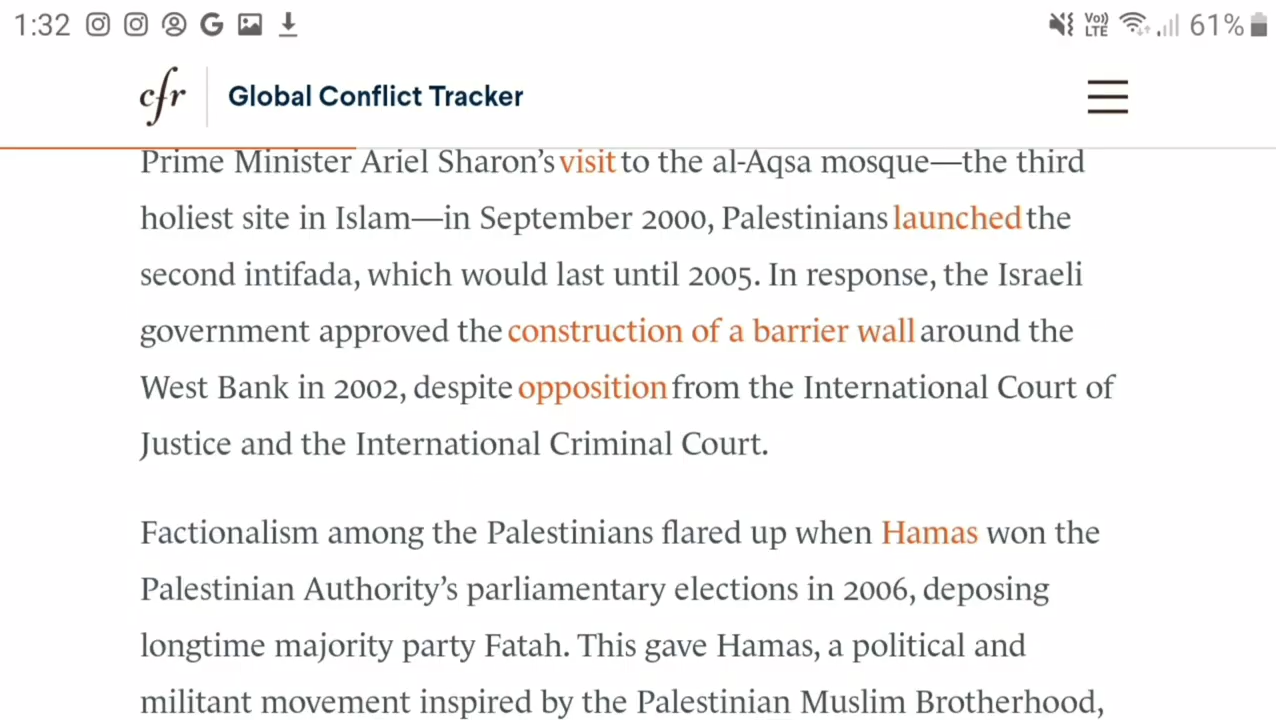 1:32 Vo)) LTE 61%
cfr Global Conflict Tracker
Prime Minister Ariel Sharon’s visit to the al-Aqsa mosque—the third
holiest site in Islam—in September 2000, Palestinians launched the
second intifada, which would last until 2005. In response, the Israeli
government approved the construction of a barrier wall around the
West Bank in 2002, despite opposition from the International Court of
Justice and the International Criminal Court.
Factionalism among the Palestinians flared up when Hamas won the
Palestinian Authority’s parliamentary elections in 2006, deposing
longtime majority party Fatah. This gave Hamas, a political and
militant movement inspired by the Palestinian Muslim Brotherhood,